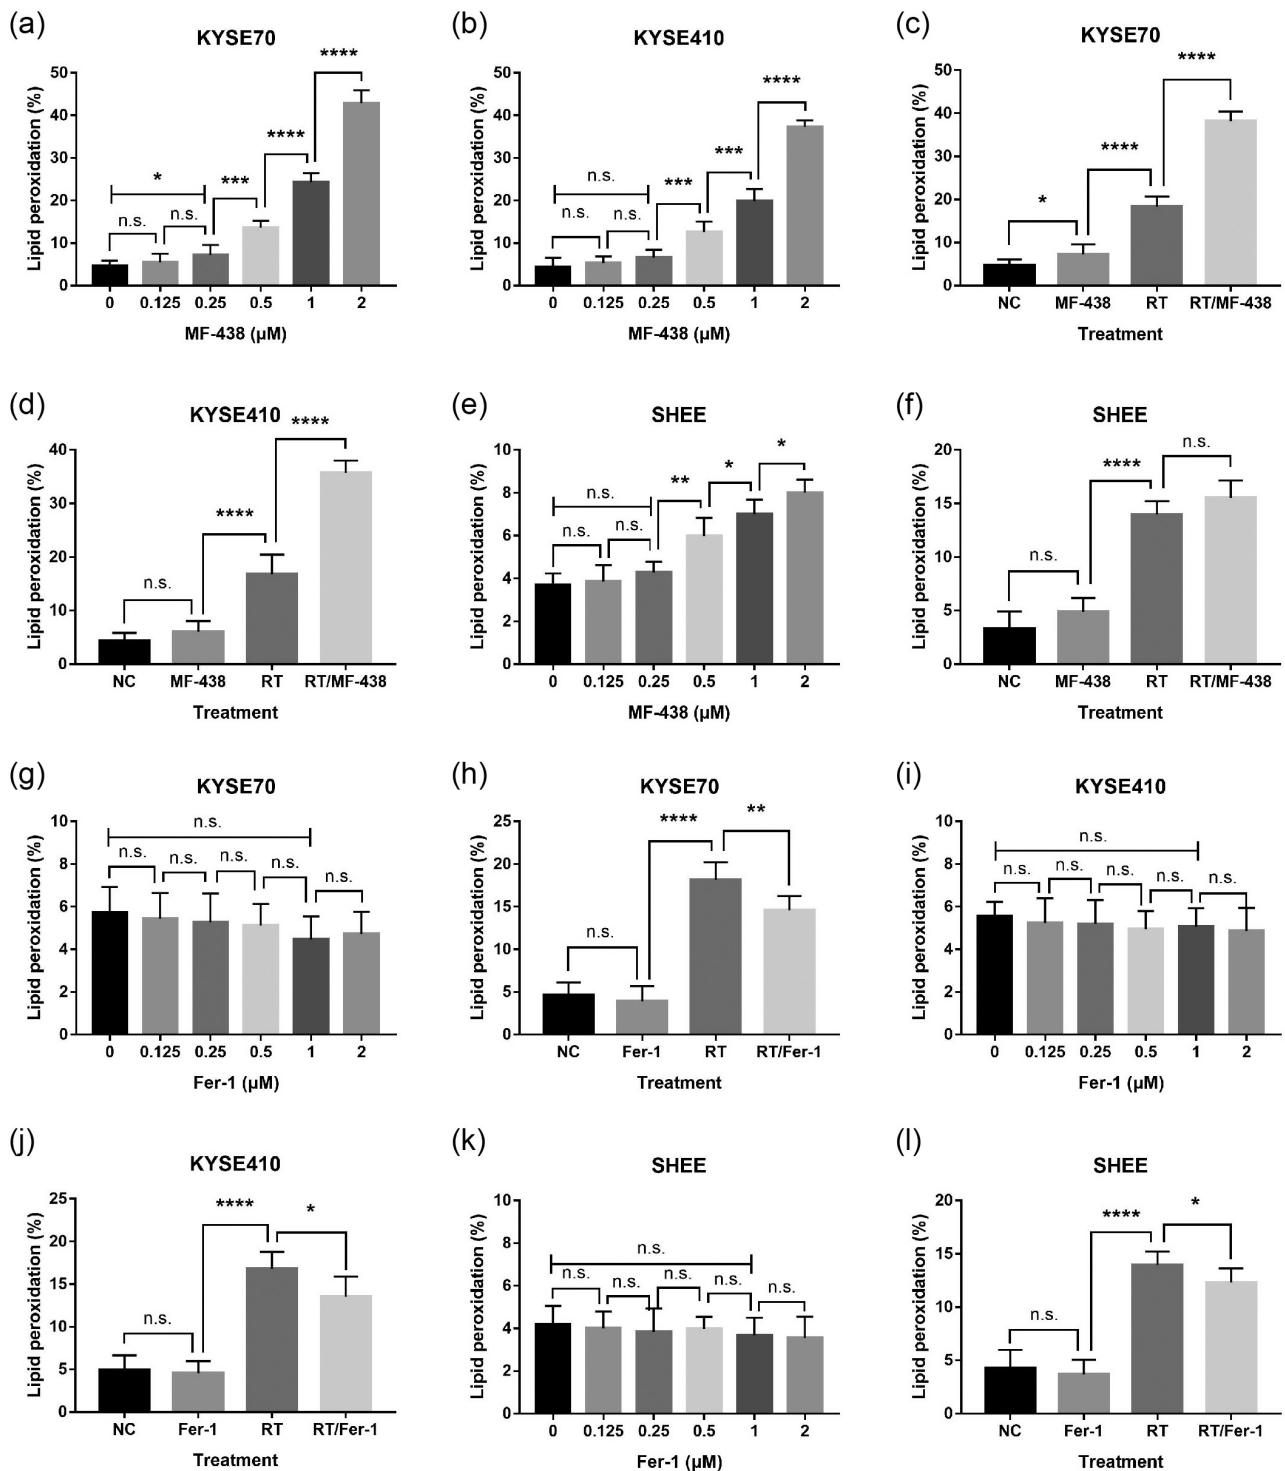 (a)
KYSE70
Lipid peroxidation (%)
50
40
30
20
10
0
*
n.s.
n.s.
***
****
****
0 0.125 0.25 0.5 1 2
MF-438 (µM)
(b)
KYSE410
Lipid peroxidation (%)
50
40
30
20
10
0
n.s.
n.s.
n.s.
***
***
****
0 0.125 0.25 0.5 1 2
MF-438 (µM)
(c)
KYSE70
Lipid peroxidation (%)
50
40
30
20
10
0
*
****
****
NC MF-438 RT RT/MF-438
Treatment
(d)
KYSE410
Lipid peroxidation (%)
40
30
20
10
0
n.s.
****
****
NC MF-438 RT RT/MF-438
Treatment
(e)
SHEE
Lipid peroxidation (%)
10
8
6
4
2
0
n.s.
n.s.
n.s.
**
*
*
0 0.125 0.25 0.5 1 2
MF-438 (µM)
(f)
SHEE
Lipid peroxidation (%)
20
15
10
5
0
n.s.
****
n.s.
NC MF-438 RT RT/MF-438
Treatment
(g)
KYSE70
Lipid peroxidation (%)
10
8
6
4
2
0
n.s.
n.s.
n.s.
n.s.
n.s.
n.s.
0 0.125 0.25 0.5 1 2
Fer-1 (µM)
(h)
KYSE70
Lipid peroxidation (%)
25
20
15
10
5
0
n.s.
****
**
NC Fer-1 RT RT/Fer-1
Treatment
(i)
KYSE410
Lipid peroxidation (%)
10
8
6
4
2
0
n.s.
n.s.
n.s.
n.s.
n.s.
n.s.
0 0.125 0.25 0.5 1 2
Fer-1 (µM)
(j)
KYSE410
Lipid peroxidation (%)
25
20
15
10
5
0
n.s.
****
*
NC Fer-1 RT RT/Fer-1
Treatment
(k)
SHEE
Lipid peroxidation (%)
10
8
6
4
2
0
n.s.
n.s.
n.s.
n.s.
n.s.
n.s.
0 0.125 0.25 0.5 1 2
Fer-1 (µM)
(l)
SHEE
Lipid peroxidation (%)
20
15
10
5
0
n.s.
****
*
NC Fer-1 RT RT/Fer-1
Treatment